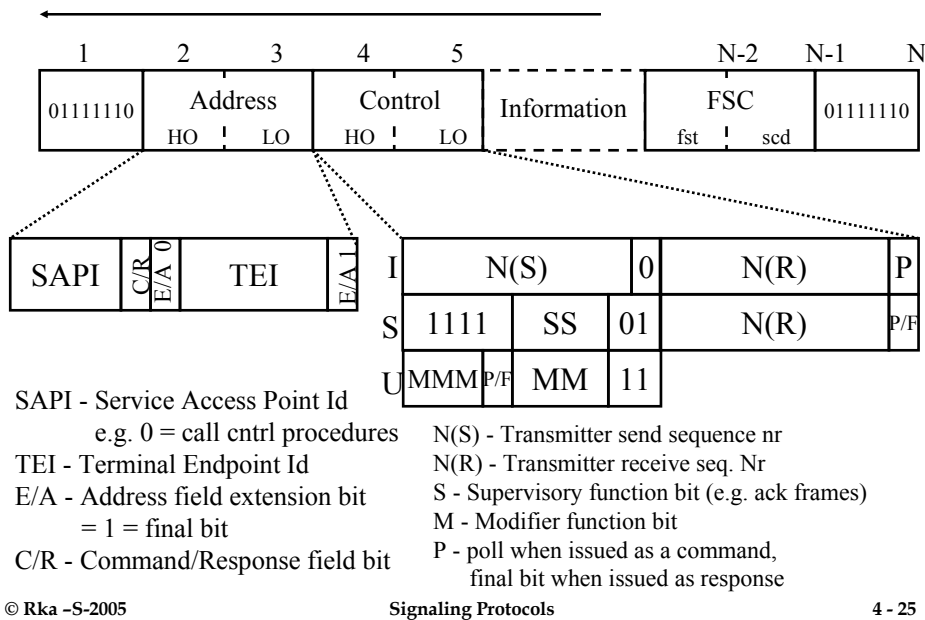 1 2 3 4 5 N-2 N-1 N
01111110 Address Control Information FSC 01111110
HO LO HO LO fst scd
SAPI C/R E/A 0 TEI E/A 1
I N(S) 0 N(R) P
S 1111 SS 01 N(R) P/F
U MMM P/F MM 11
SAPI - Service Access Point Id
e.g. 0 = call cntrl procedures
TEI - Terminal Endpoint Id
E/A - Address field extension bit
= 1 = final bit
C/R - Command/Response field bit
N(S) - Transmitter send sequence nr
N(R) - Transmitter receive seq. Nr
S - Supervisory function bit (e.g. ack frames)
M - Modifier function bit
P - poll when issued as a command,
final bit when issued as response
© Rka –S-2005 Signaling Protocols 4 - 25